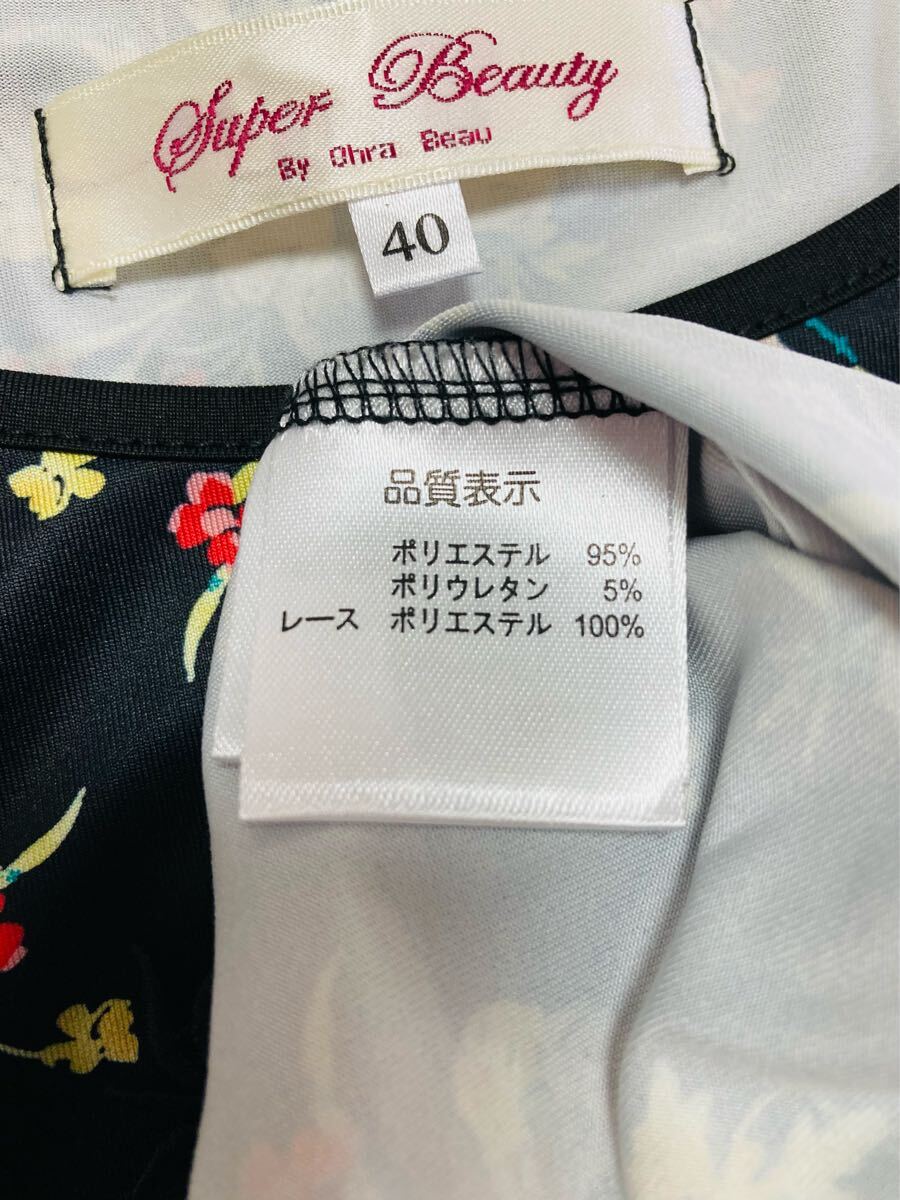 Super Beauty
By Ohra Beau
40
品質表示
ポリエステル 95%
ポリウレタン 5%
レース ポリエステル 100%